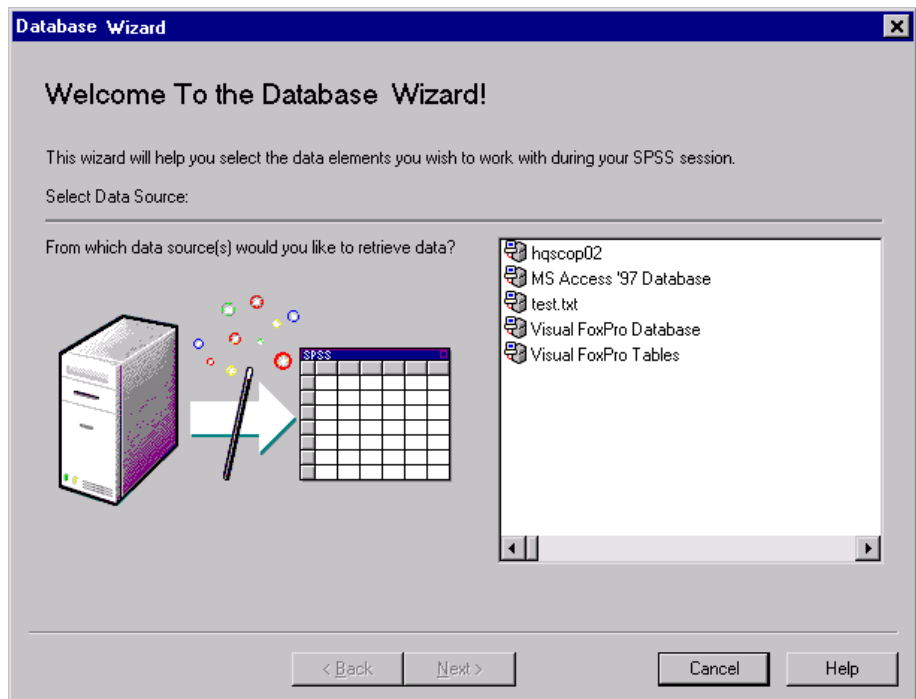 Database Wizard
Welcome To the Database Wizard!
This wizard will help you select the data elements you wish to work with during your SPSS session.
Select Data Source:
From which data source(s) would you like to retrieve data?
SPSS
hqscop02
MS Access '97 Database
test.txt
Visual FoxPro Database
Visual FoxPro Tables
< Back
Next >
Cancel
Help